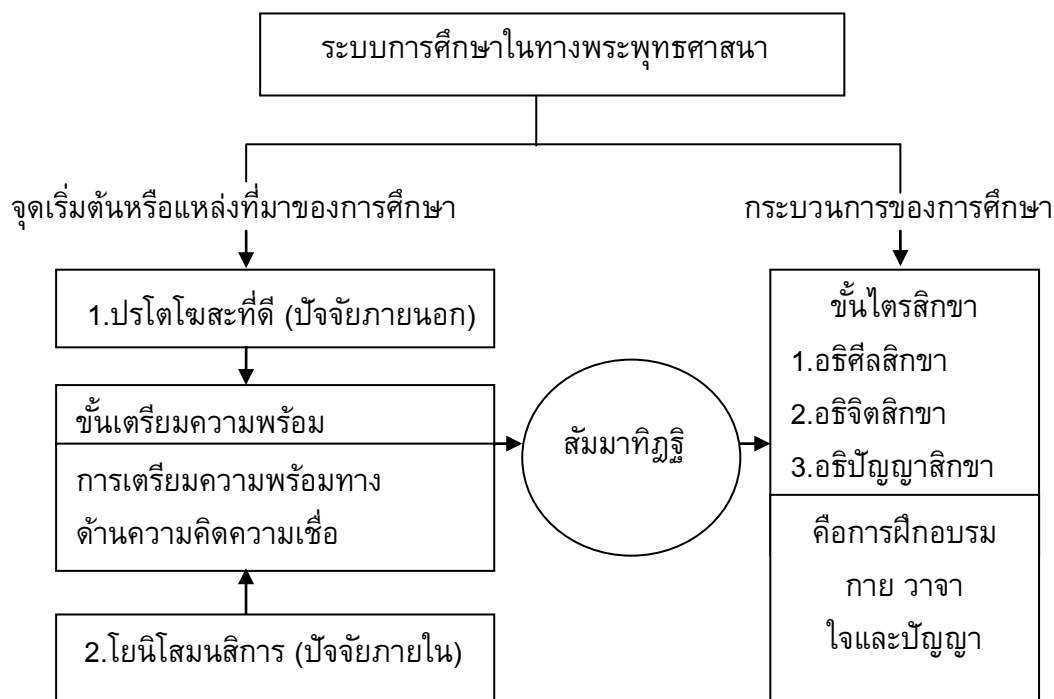 ระบบการศึกษาในทางพระพุทธศาสนา
จุดเริ่มต้นหรือแหล่งที่มาของการศึกษา
กระบวนการของการศึกษา
1.ปรโตโฆสะที่ดี (ปัจจัยภายนอก)
ขั้นเตรียมความพร้อม
การเตรียมความพร้อมทาง
ด้านความคิดความเชื่อ
2.โยนิโสมนสิการ (ปัจจัยภายใน)
สัมมาทิฎฐิ
ขั้นไตรสิกขา
1.อธิศีลสิกขา
2.อธิจิตสิกขา
3.อธิปัญญาสิกขา
คือการฝึกอบรม
กาย วาจา
ใจและปัญญา